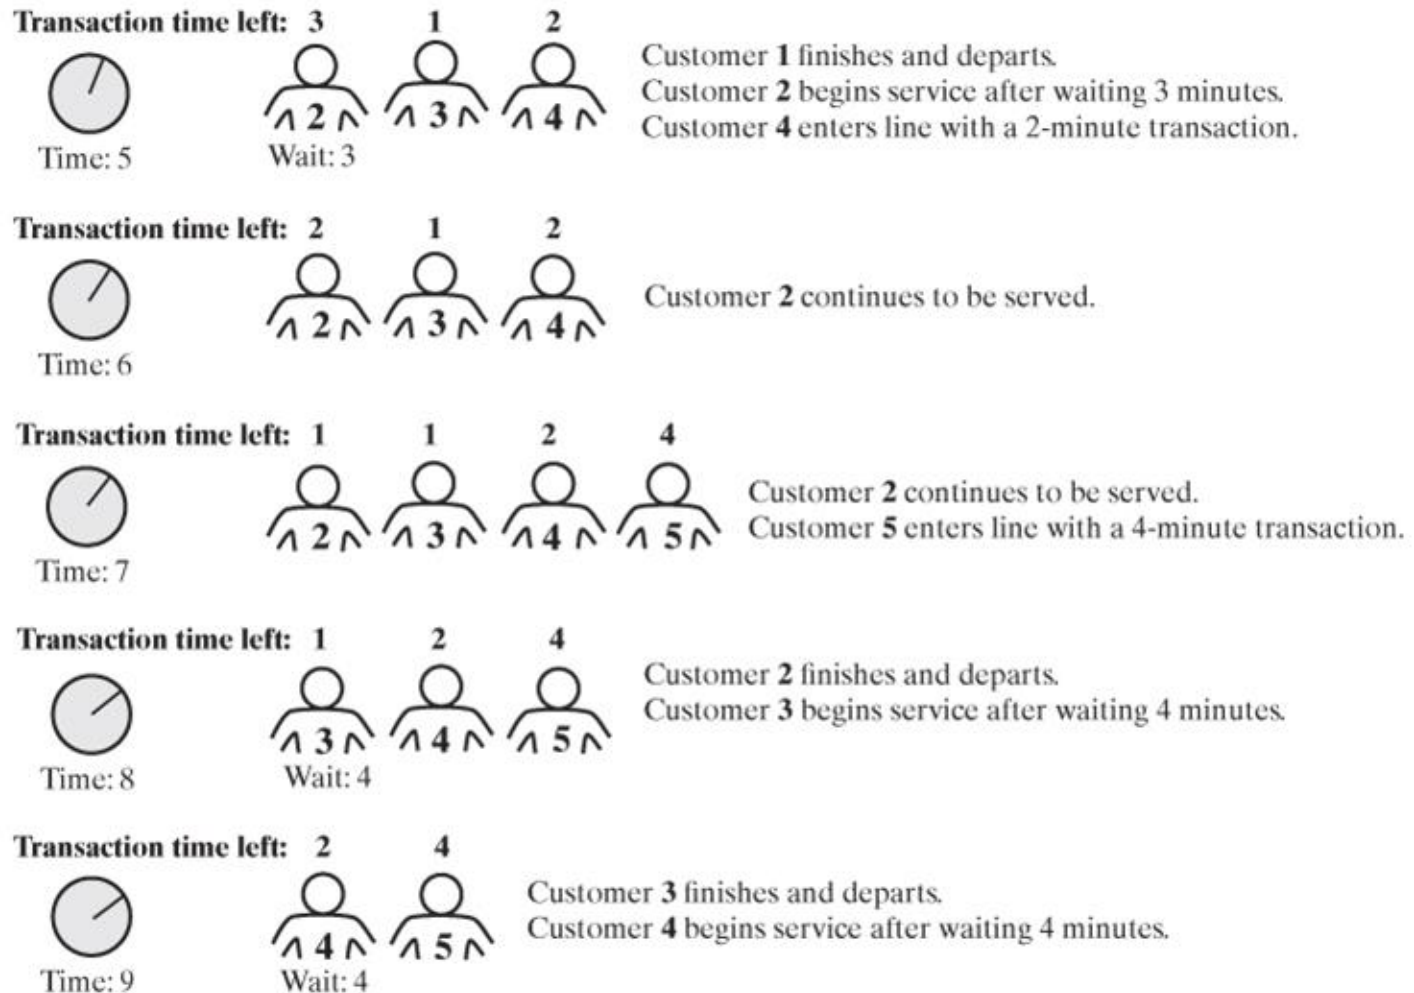 Transaction time left: 3 1 2
Customer 1 finishes and departs.
Customer 2 begins service after waiting 3 minutes.
2 3 4
Customer 4 enters line with a 2-minute transaction.
Time: 5 Wait: 3
Transaction time left: 2 1 2
Customer 2 continues to be served.
2 3 4
Time: 6
Transaction time left: 1 1 2 4
Customer 2 continues to be served.
2 3 4 5
Customer 5 enters line with a 4-minute transaction.
Time: 7
Transaction time left: 1 2 4
Customer 2 finishes and departs.
Customer 3 begins service after waiting 4 minutes.
3 4 5
Time: 8 Wait: 4
Transaction time left: 2 4
Customer 3 finishes and departs.
Customer 4 begins service after waiting 4 minutes.
4 5
Time: 9 Wait: 4